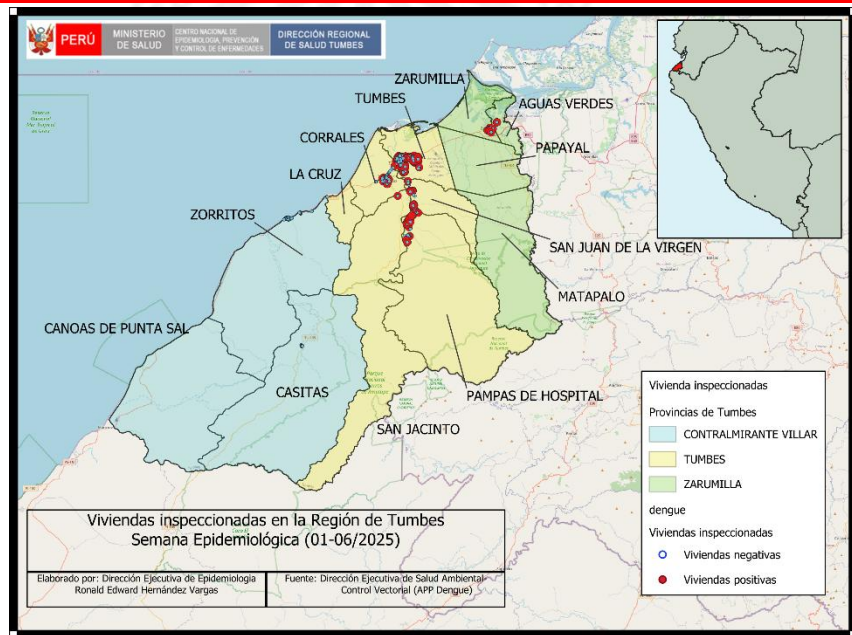 PERÚ
MINISTERIO
DE SALUD
CENTRO NACIONAL DE
EPIDEMIOLOGÍA, PREVENCIÓN
Y CONTROL DE ENFERMEDADES
DIRECCIÓN REGIONAL
DE SALUD TUMBES
ZARUMILLA
TUMBES
AGUAS VERDES
CORRALES
PAPAYAL
LA CRUZ
ZORRITOS
SAN JUAN DE LA VIRGEN
MATAPALO
CANOAS DE PUNTA SAL
CASITAS
PAMPAS DE HOSPITAL
SAN JACINTO
Vivienda inspeccionados
Provincias de Tumbes
CONTRALMIRANTE VILLAR
TUMBES
ZARUMILLA
dengue
Viviendas inspeccionadas
Viviendas negativas
Viviendas positivas
Viviendas inspeccionadas en la Región de Tumbes
Semana Epidemiológica (01-06/2025)
Elaborado por: Dirección Ejecutiva de Epidemiologia
Ronald Edward Hernández Vargas
Fuente: Dirección Ejecutiva de Salud Ambiental-
Control Vectorial (APP Dengue)